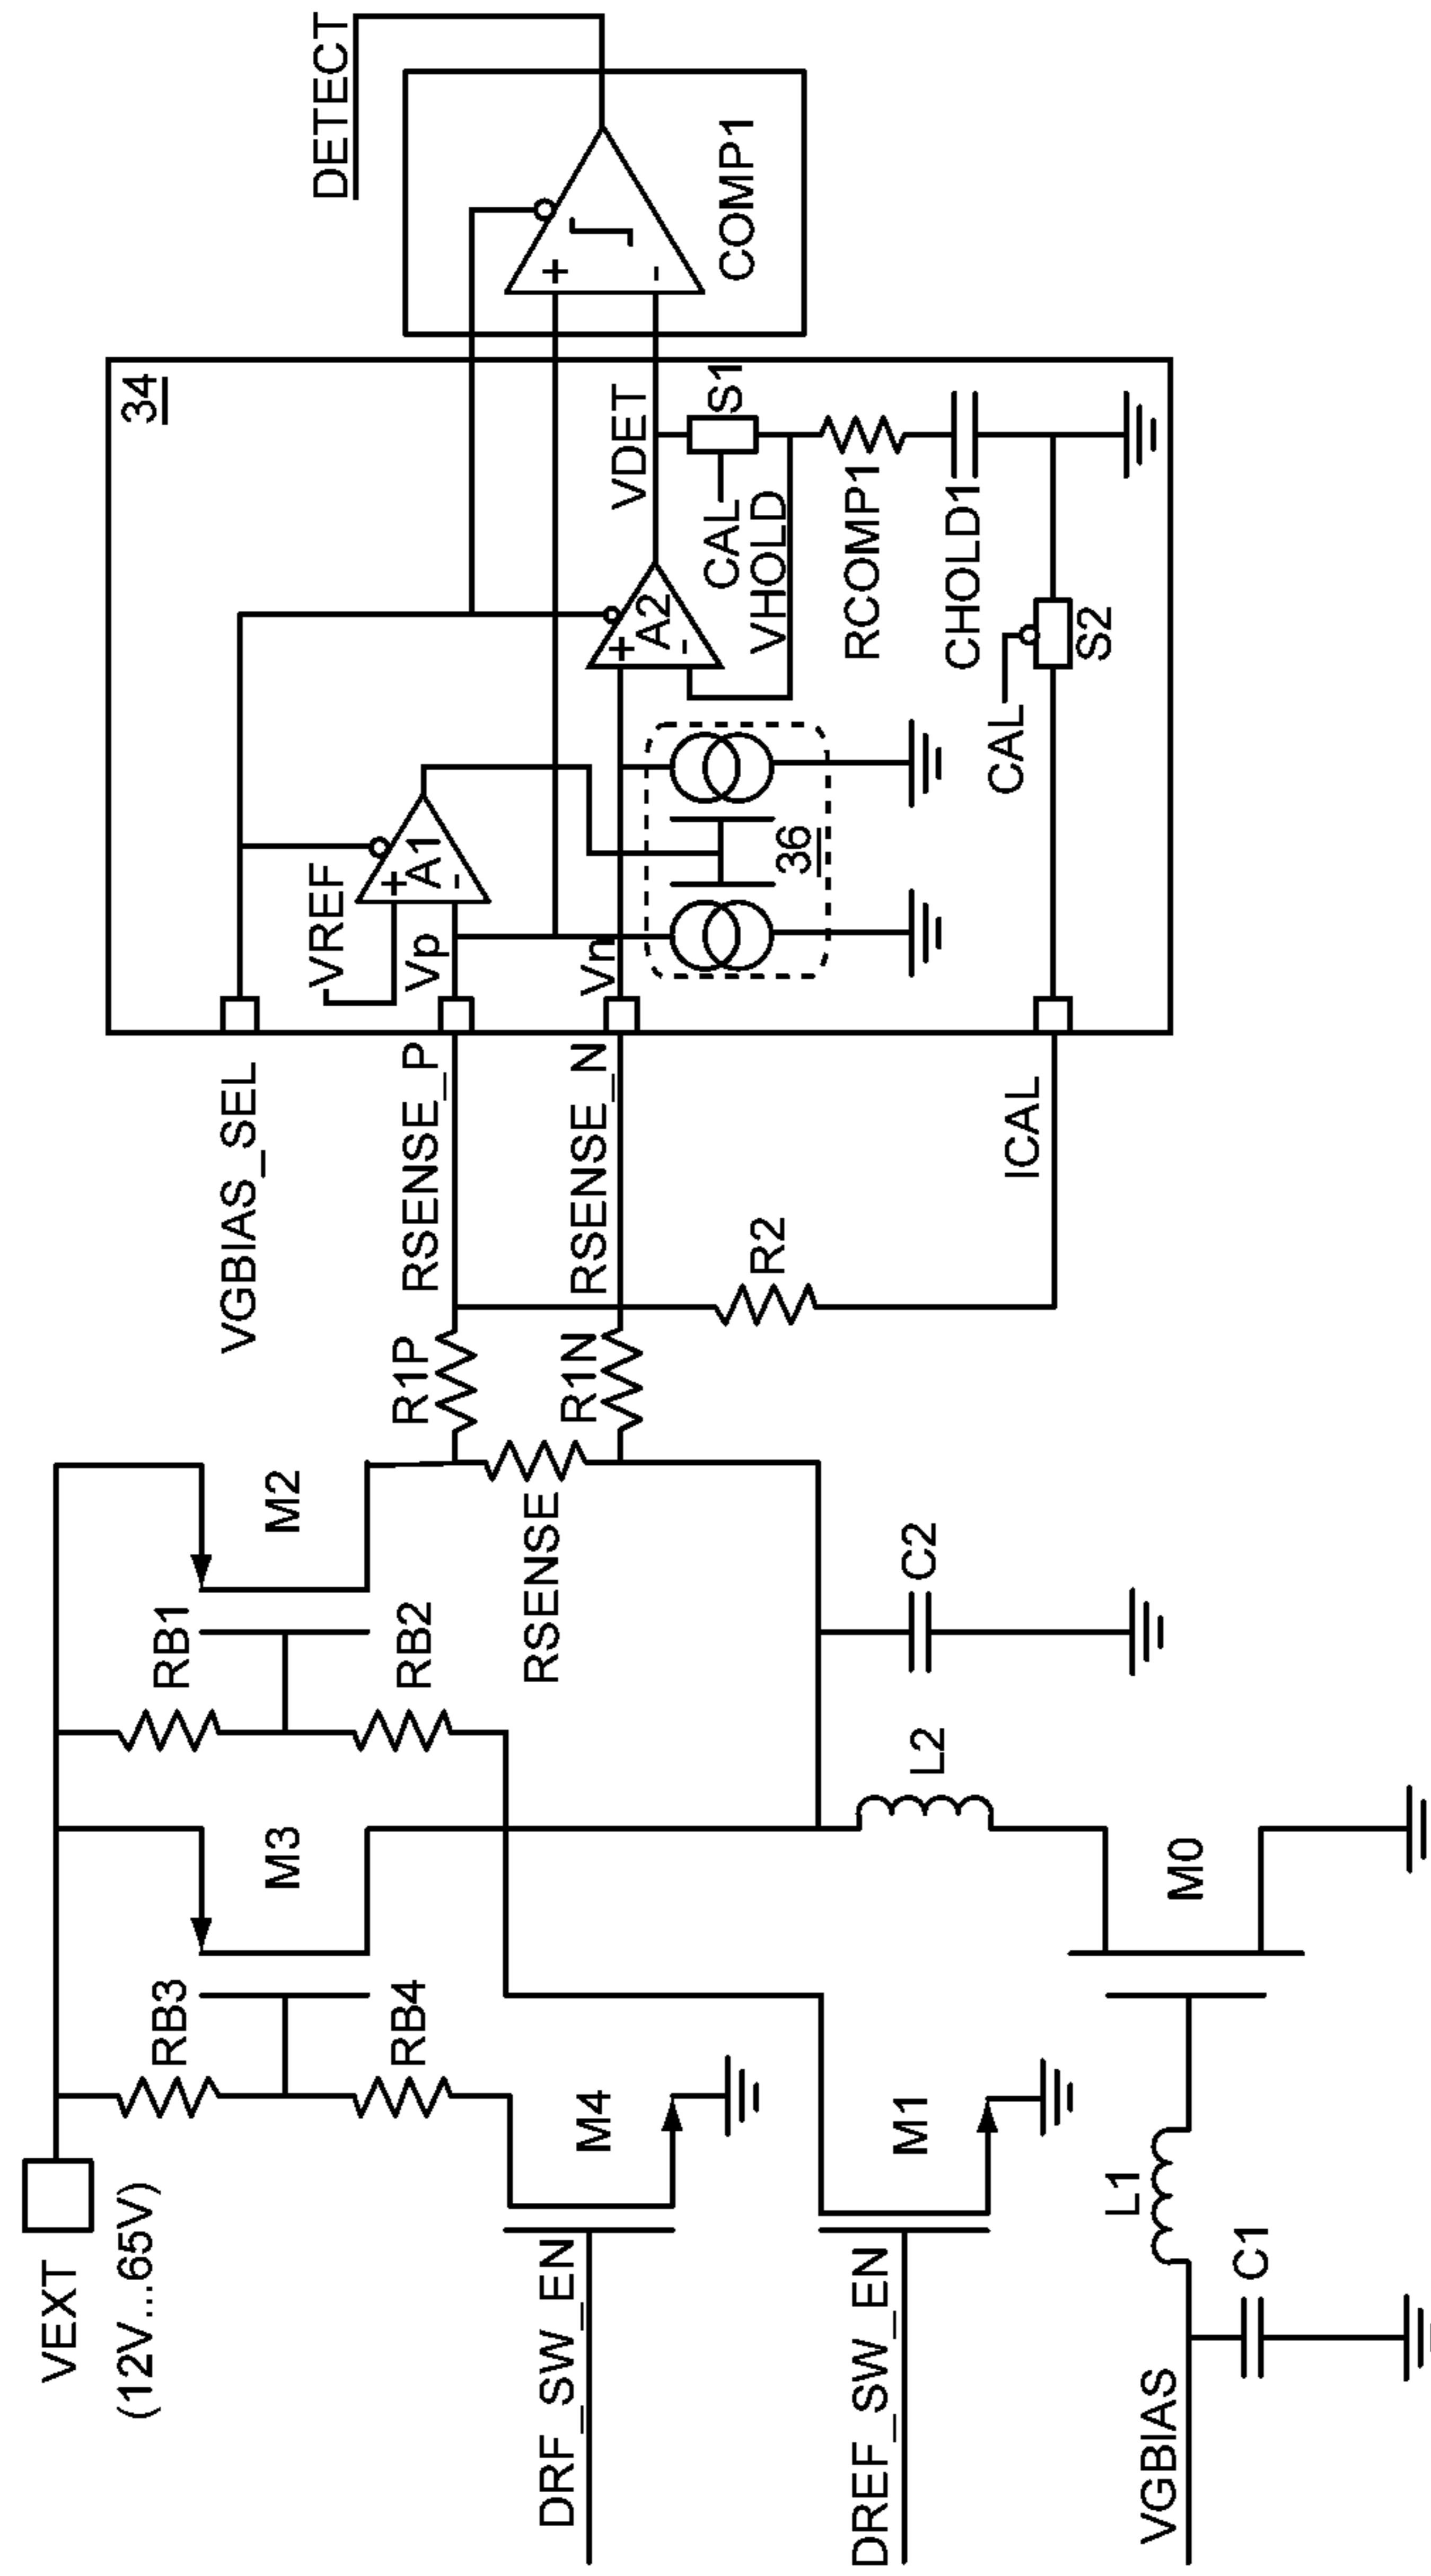 DETECT
34
COMP1
+
-
VDET
S1
CAL
VHOLD
RCOMP1
CHOLD1
A2
+
-
CAL
S2
VREF
A1
+
-
Vp
Vn
36
VGBIAS_SEL
RSENSE_P
RSENSE_N
ICAL
R1P
R1N
R2
M2
RSENSE
RB1
RB2
C2
M3
L2
RB3
RB4
M0
M4
M1
VEXT
(12V...65V)
L1
C1
DRF_SW_EN
DREF_SW_EN
VGBIAS